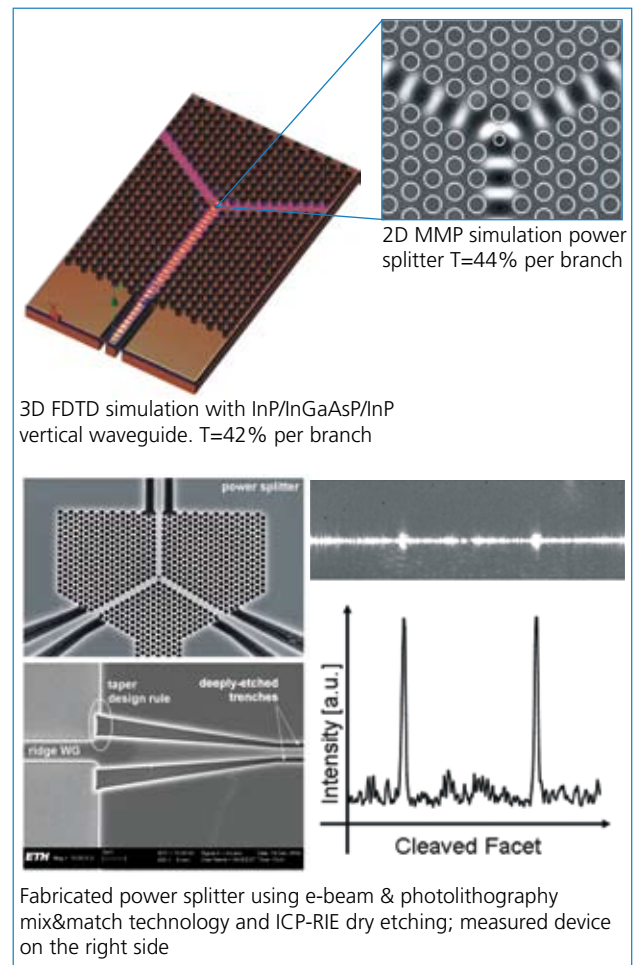 2D MMP simulation power
splitter T=44% per branch
3D FDTD simulation with InP/InGaAsP/InP
vertical waveguide. T=42% per branch
power splitter
taper
design rule
deeply-etched
trenches
ridge WG
ETH
Intensity [a.u.]
Cleaved Facet
Fabricated power splitter using e-beam & photolithography
mix&match technology and ICP-RIE dry etching; measured device
on the right side